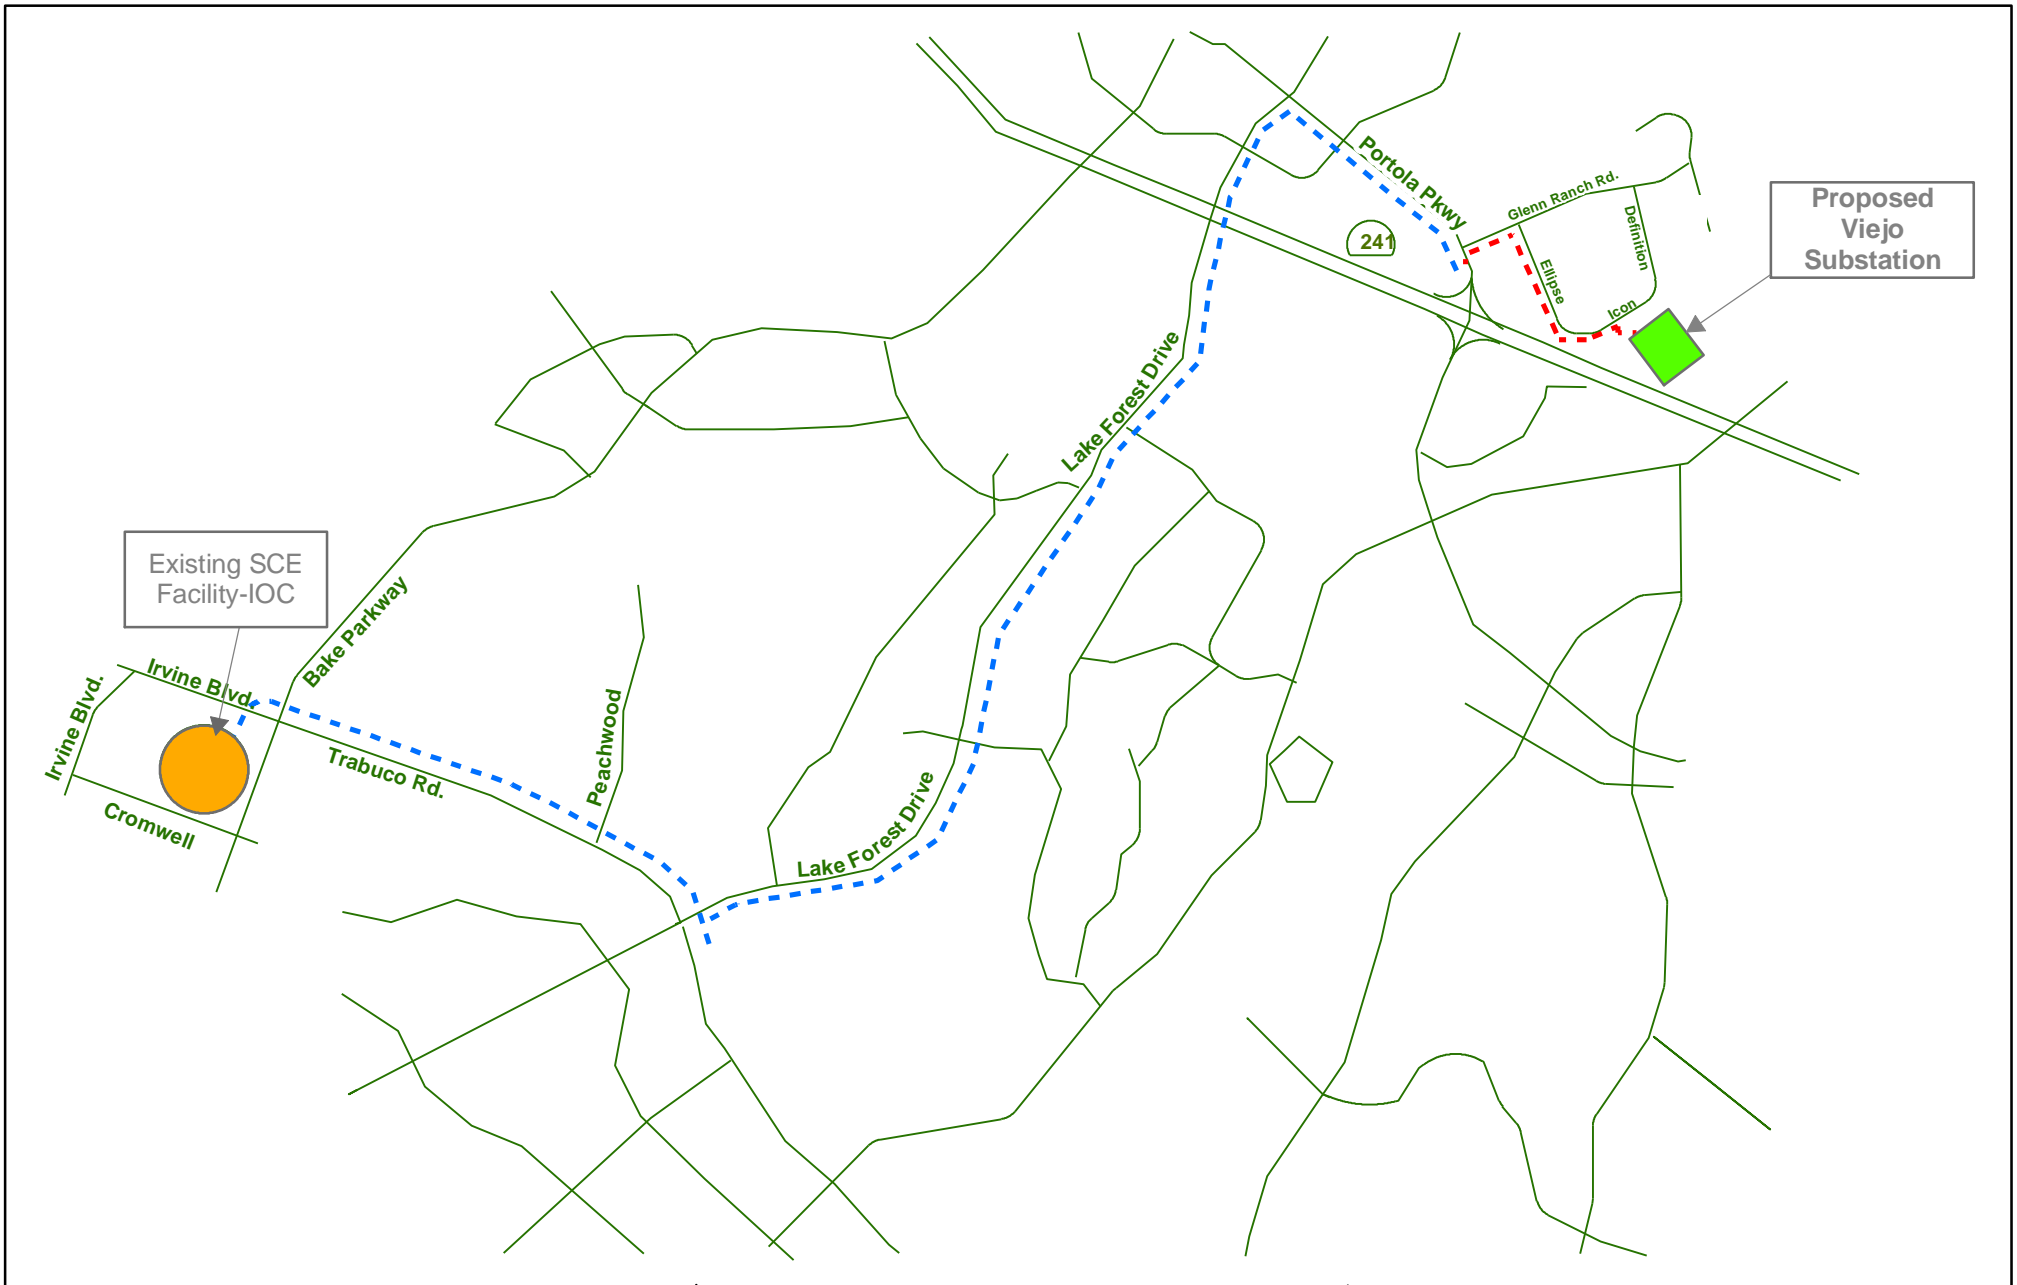 Portola Pkwy
Glenn Ranch Rd.
Definition
Proposed
Viejo
Substation
241
Ellipse
Icon
Lake Forest Drive
Existing SCE
Facility-IOC
Bake Parkway
Irvine Blvd.
Irvine Blvd.
Peachwood
Trabuco Rd.
Lake Forest Drive
Cromwell